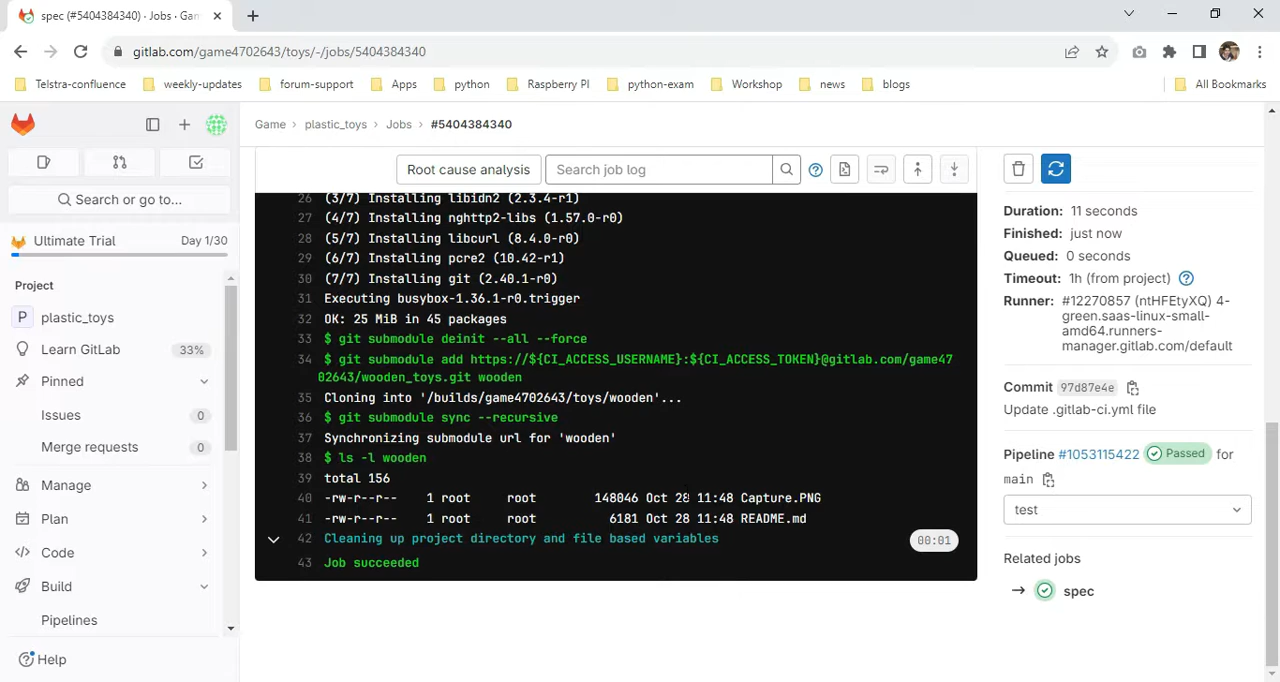 spec (#5404384340) · Jobs · Gam
gitlab.com/game4702643/toys/-/jobs/5404384340
Telstra-confluence weekly-updates forum-support Apps python Raspberry PI python-exam Workshop news blogs All Bookmarks
Game › plastic_toys › Jobs › #5404384340
Root cause analysis Search job log
Search or go to...
Ultimate Trial Day 1/30
Project
P plastic_toys
Learn GitLab 33%
Pinned
Issues 0
Merge requests 0
Manage
Plan
Code
Build
Pipelines
Help
26 (3/7) Installing libidn2 (2.3.4-r1)
27 (4/7) Installing nghttp2-libs (1.57.0-r0)
28 (5/7) Installing libcurl (8.4.0-r0)
29 (6/7) Installing pcre2 (10.42-r1)
30 (7/7) Installing git (2.40.1-r0)
31 Executing busybox-1.36.1-r0.trigger
32 OK: 25 MiB in 45 packages
33 $ git submodule deinit --all --force
34 $ git submodule add https://${CI_ACCESS_USERNAME}:${CI_ACCESS_TOKEN}@gitlab.com/game47
02643/wooden_toys.git wooden
35 Cloning into '/builds/game4702643/toys/wooden'...
36 $ git submodule sync --recursive
37 Synchronizing submodule url for 'wooden'
38 $ ls -l wooden
39 total 156
40 -rw-r--r-- 1 root root 148046 Oct 28 11:48 Capture.PNG
41 -rw-r--r-- 1 root root 6181 Oct 28 11:48 README.md
42 Cleaning up project directory and file based variables 00:01
43 Job succeeded
Duration: 11 seconds
Finished: just now
Queued: 0 seconds
Timeout: 1h (from project)
Runner: #12270857 (ntHFEtyXQ) 4-
green.saas-linux-small-
amd64.runners-
manager.gitlab.com/default
Commit 97d87e4e
Update .gitlab-ci.yml file
Pipeline #1053115422 Passed for
main
test
Related jobs
→ spec